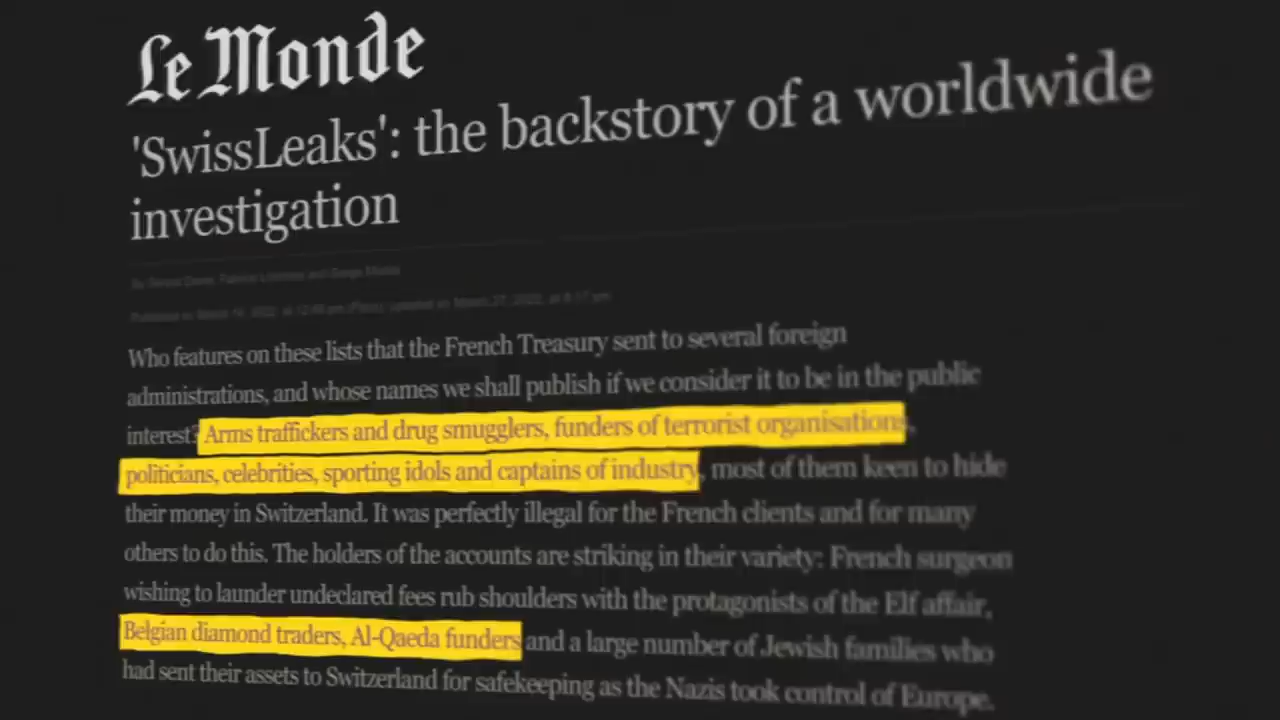 Le Monde
'SwissLeaks': the backstory of a worldwide
investigation
Who features on these lists that the French Treasury sent to several foreign
administrations, and whose names we shall publish if we consider it to be in the public
interest? Arms traffickers and drug smugglers, funders of terrorist organisations,
politicians, celebrities, sporting idols and captains of industry, most of them keen to hide
their money in Switzerland. It was perfectly illegal for the French clients and for many
others to do this. The holders of the accounts are striking in their variety: French surgeon
wishing to launder undeclared fees rub shoulders with the protagonists of the Elf affair,
Belgian diamond traders, Al-Qaeda funders and a large number of Jewish families who
had sent their assets to Switzerland for safekeeping as the Nazis took control of Europe.